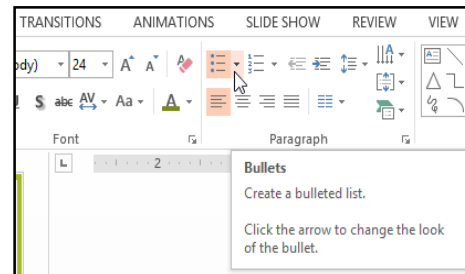 TRANSITIONS ANIMATIONS SLIDE SHOW REVIEW VIEW
dy) 24 A A
S abc AV Aa A A
Font Paragraph
L 2
Bullets
Create a bulleted list.
Click the arrow to change the look
of the bullet.